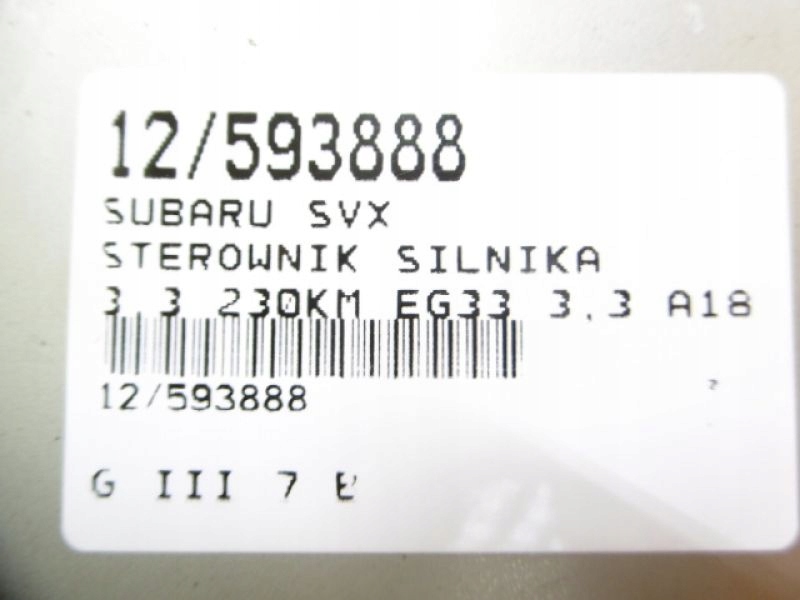 12/593888
SUBARU SVX
STEROWNIK SILNIKA
3.3 230KM EG33 3.3 A18
12/593888
G III 7